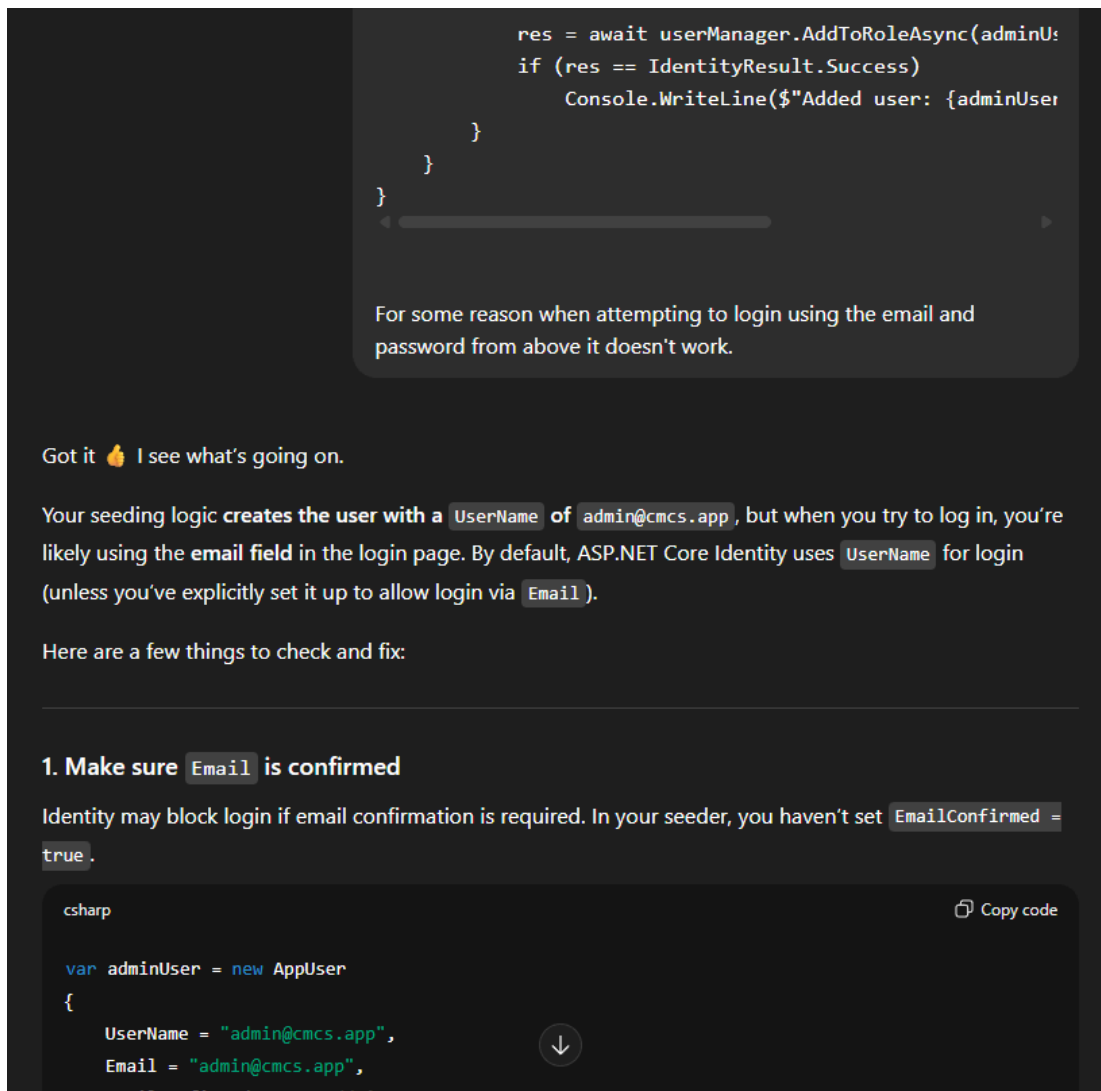 res = await userManager.AddToRoleAsync(adminUs
if (res == IdentityResult.Success)
Console.WriteLine($"Added user: {adminUser
}
}
}
For some reason when attempting to login using the email and
password from above it doesn't work.
Got it 👍 I see what's going on.
Your seeding logic creates the user with a UserName of admin@cmcs.app, but when you try to log in, you're
likely using the email field in the login page. By default, ASP.NET Core Identity uses UserName for login
(unless you've explicitly set it up to allow login via Email).
Here are a few things to check and fix:
1. Make sure Email is confirmed
Identity may block login if email confirmation is required. In your seeder, you haven't set EmailConfirmed =
true.
csharp Copy code
var adminUser = new AppUser
{
UserName = "admin@cmcs.app",
Email = "admin@cmcs.app",